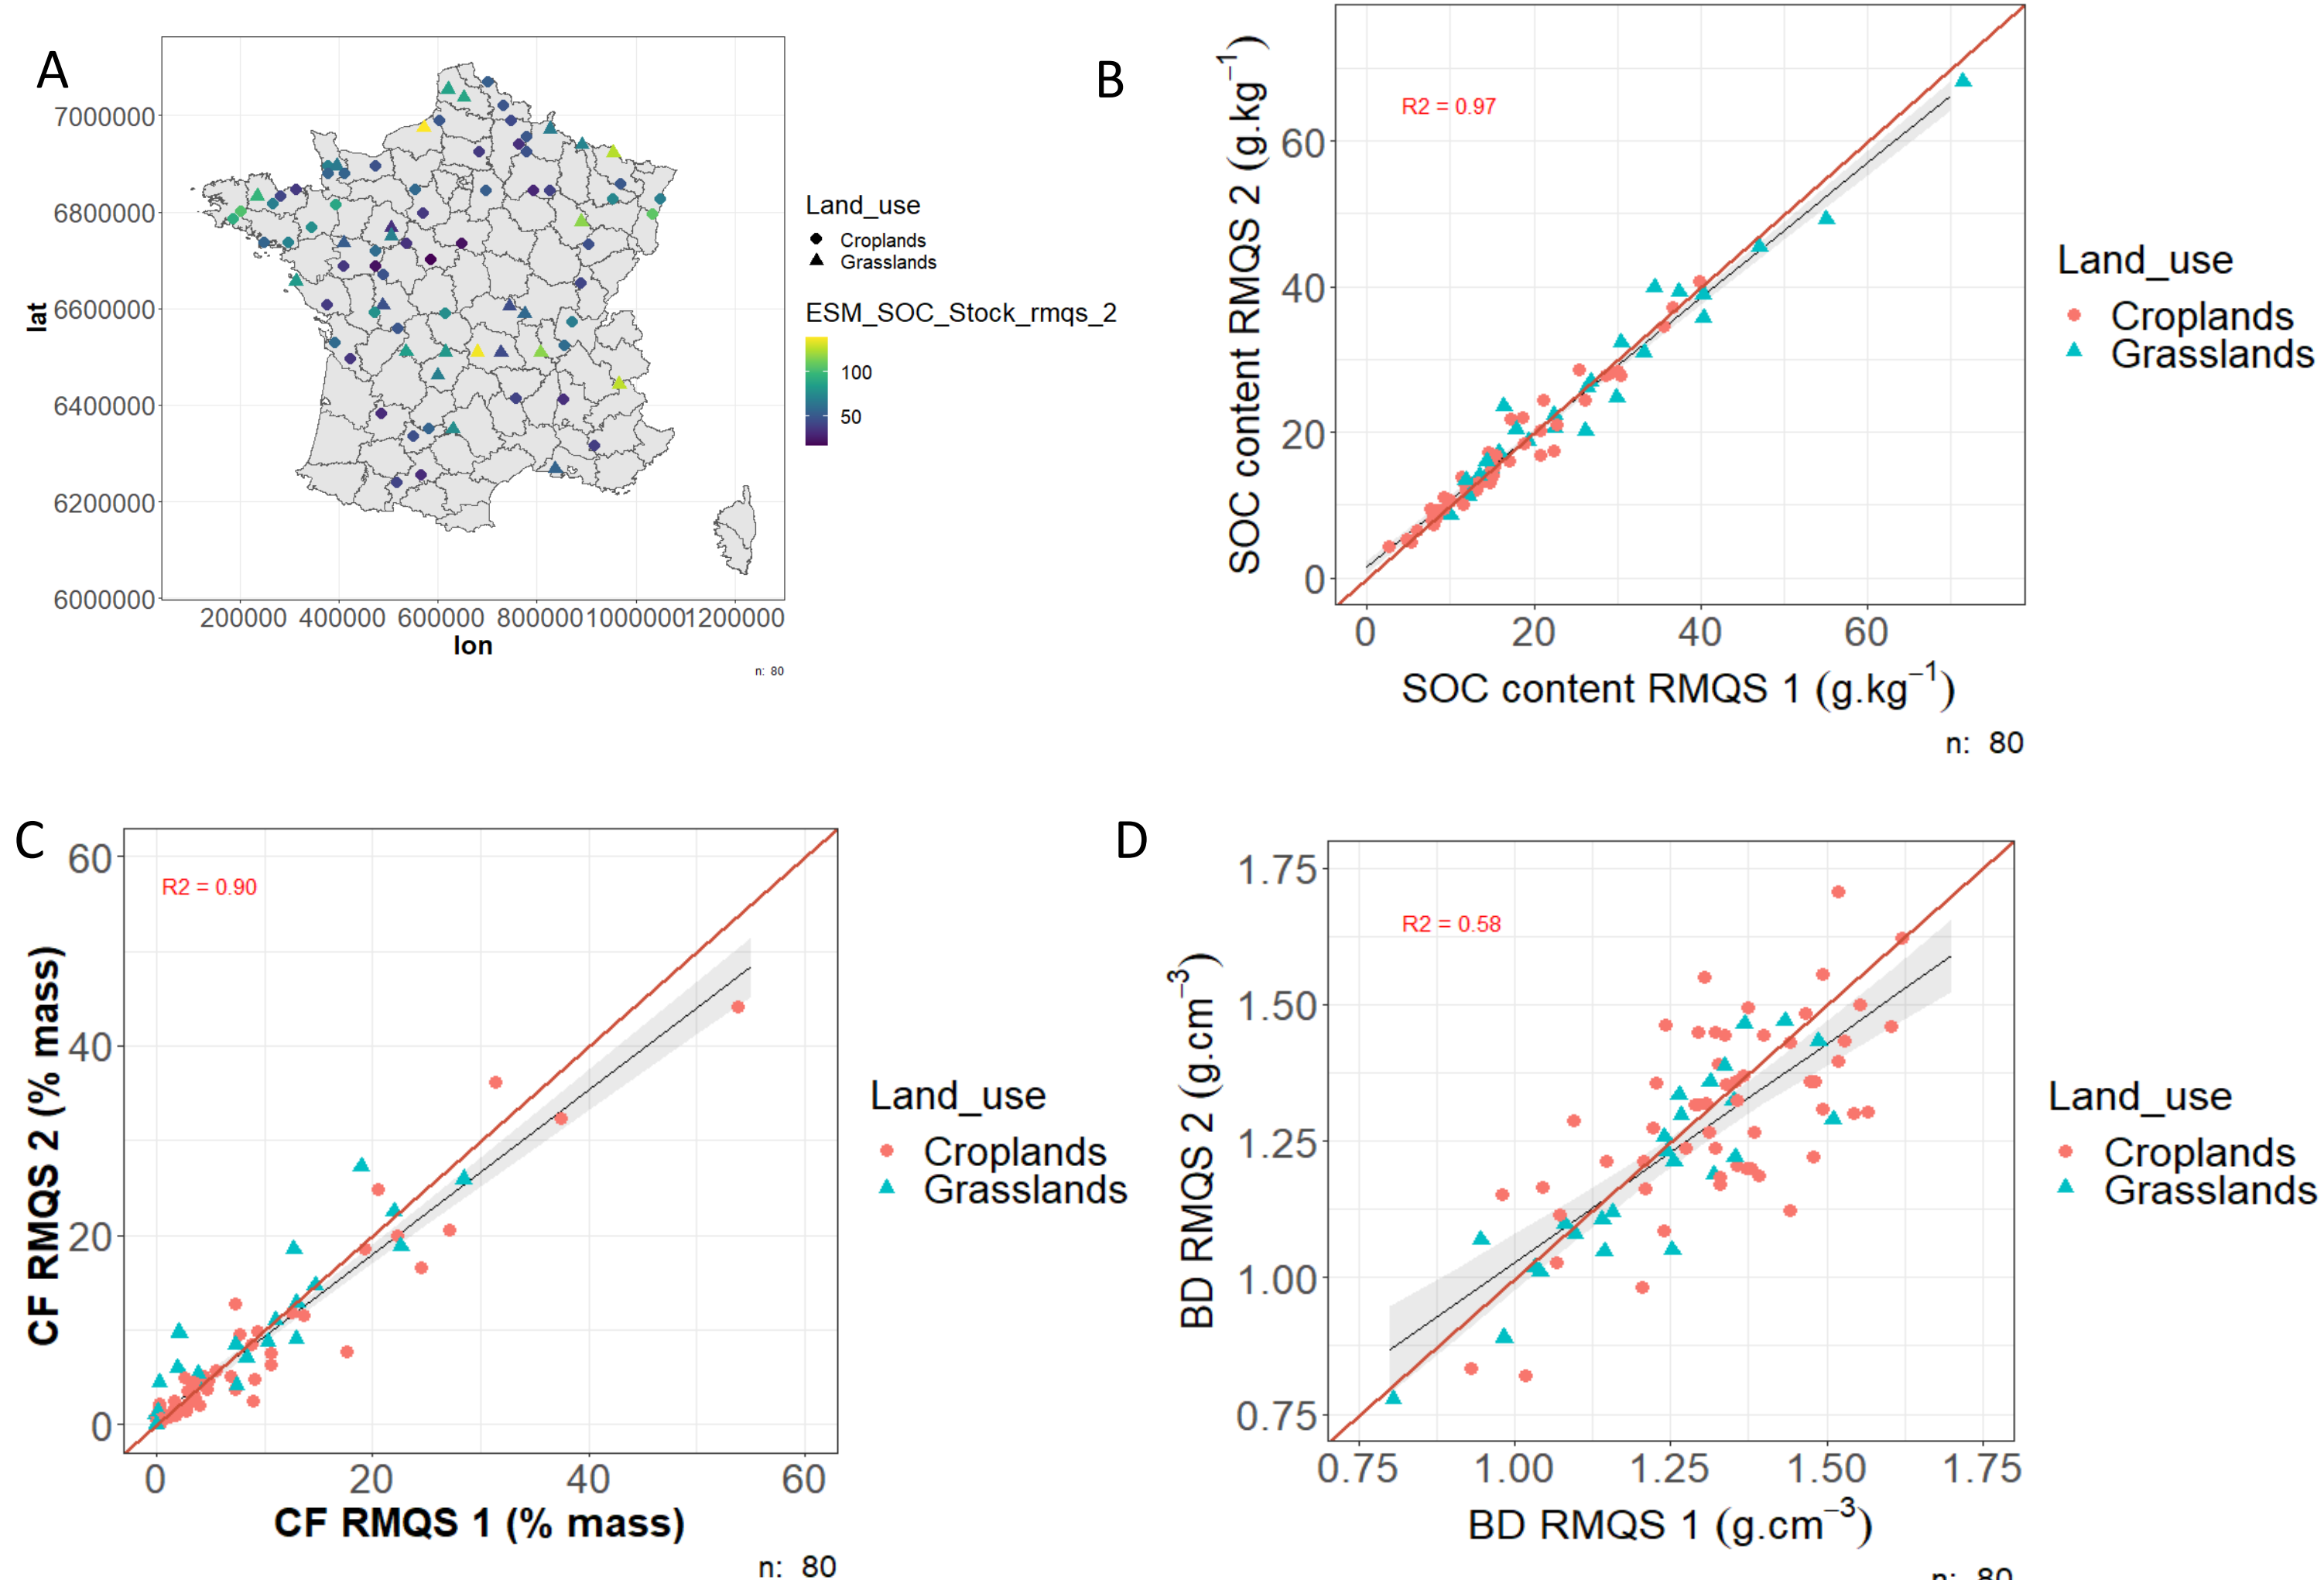 A
7000000
6800000
6600000
6400000
6200000
6000000
lat
200000 400000 600000 800000 1000000 1200000
lon
n: 80
Land_use
Croplands
Grasslands
ESM_SOC_Stock_rmqs_2
100
50
B
R2 = 0.97
60
40
20
0
SOC content RMQS 2 (g.kg⁻¹)
0 20 40 60
SOC content RMQS 1 (g.kg⁻¹)
n: 80
Land_use
Croplands
Grasslands
C
R2 = 0.90
60
40
20
0
CF RMQS 2 (% mass)
0 20 40 60
CF RMQS 1 (% mass)
n: 80
Land_use
Croplands
Grasslands
D
R2 = 0.58
1.75
1.50
1.25
1.00
0.75
BD RMQS 2 (g.cm⁻³)
0.75 1.00 1.25 1.50 1.75
BD RMQS 1 (g.cm⁻³)
n: 80
Land_use
Croplands
Grasslands